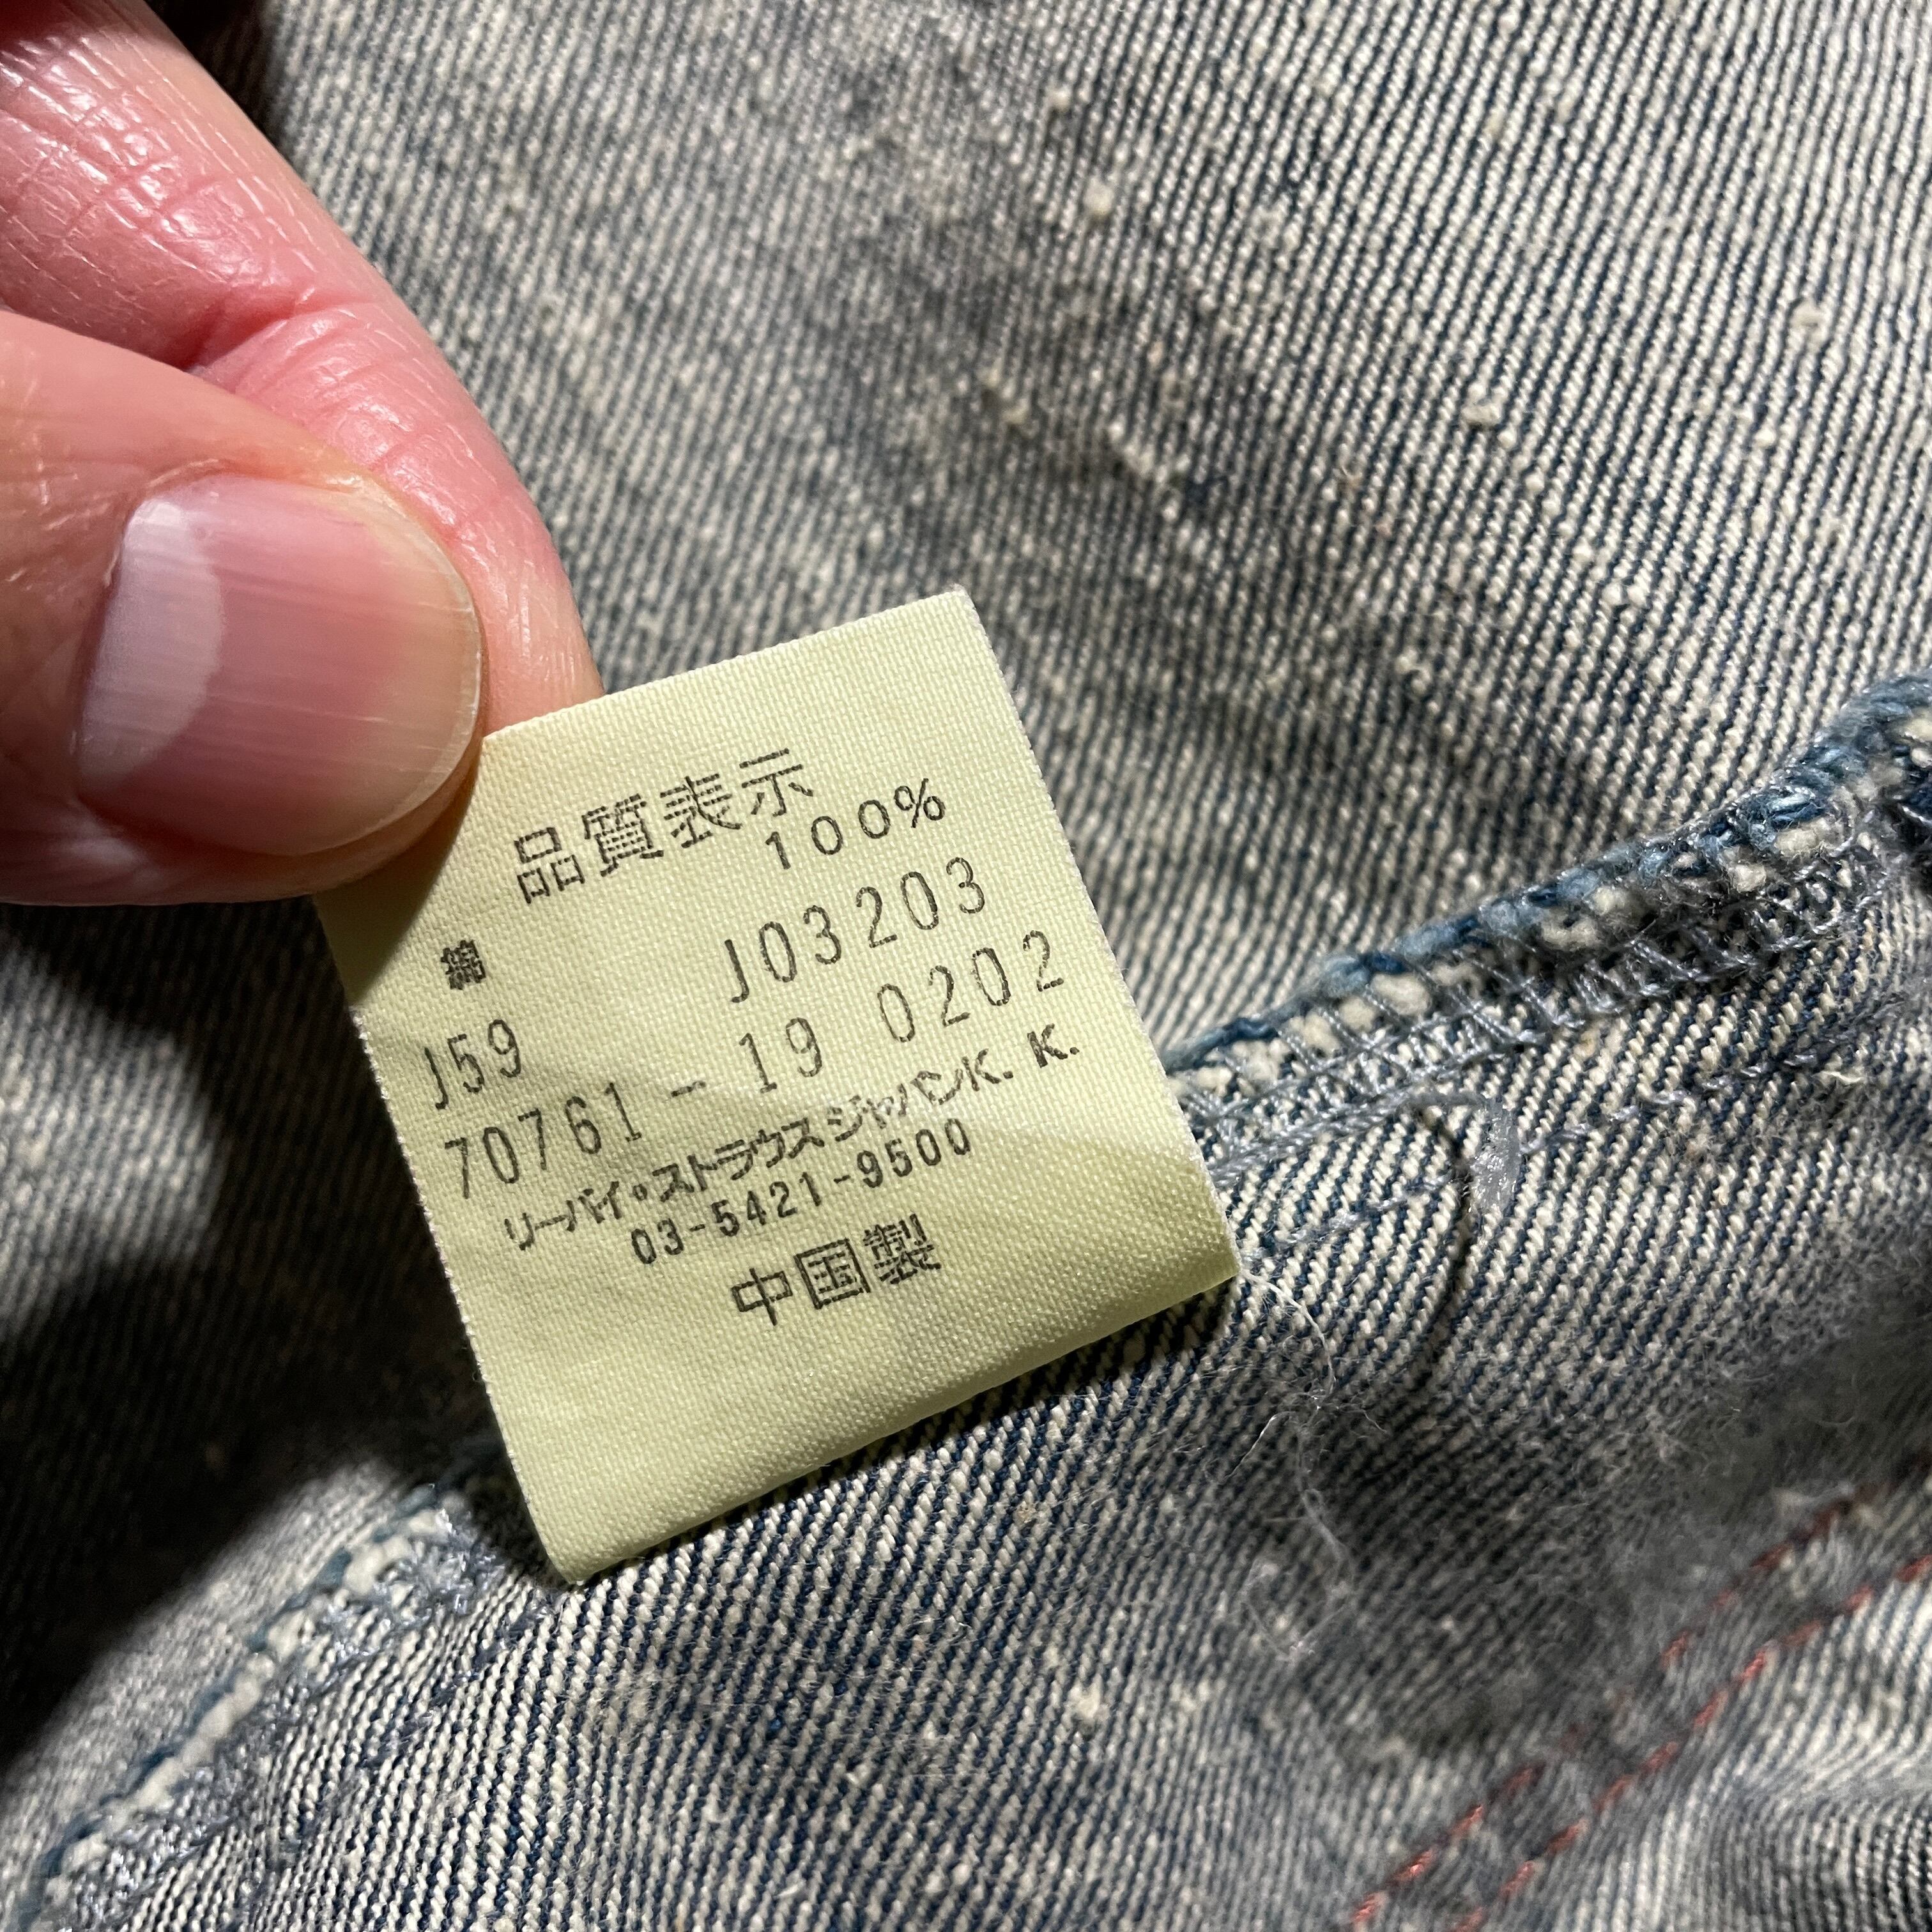 品質表示
綿 100%
J59 J03203
70761-19 0202
リーバイ・ストラウスジャパンK.K.
03-5421-9500
中国製